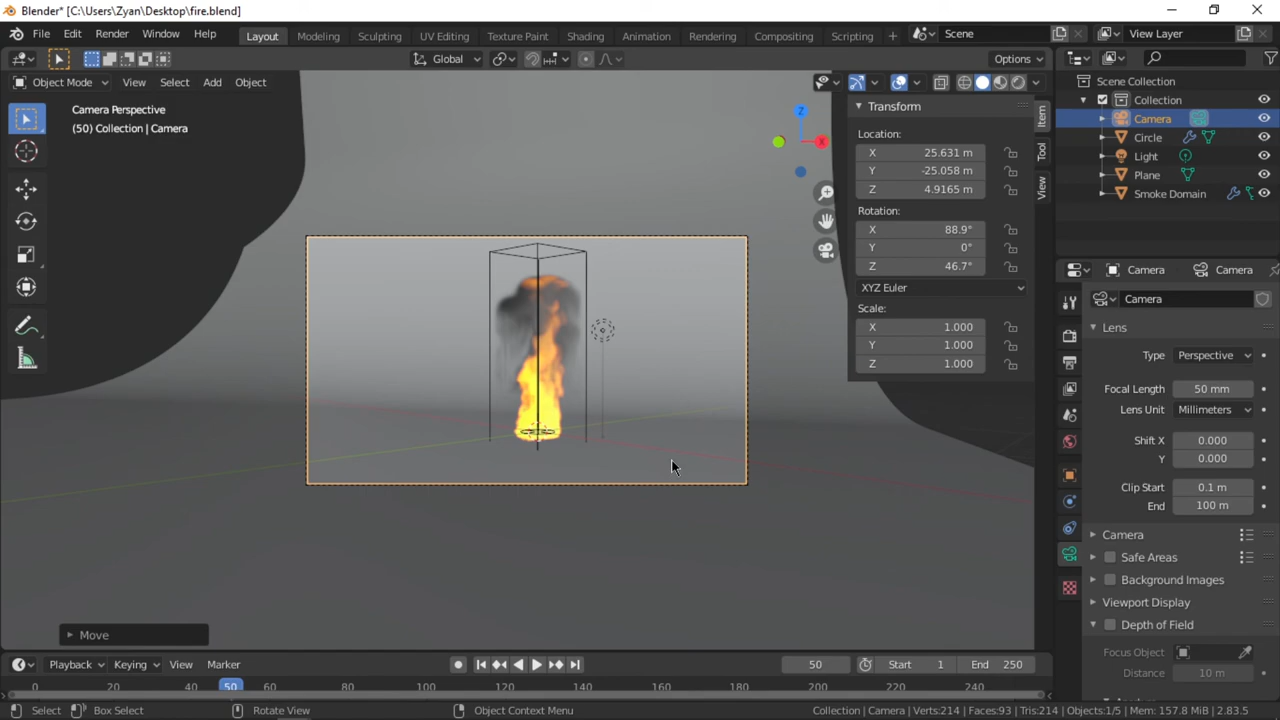 Blender* [C:\Users\Zyan\Desktop\fire.blend]
File Edit Render Window Help Layout Modeling Sculpting UV Editing Texture Paint Shading Animation Rendering Compositing Scripting + Scene View Layer
Global Options
Object Mode View Select Add Object
Camera Perspective
(50) Collection | Camera
Z
X
Transform
Location:
X 25.631 m
Y -25.058 m
Z 4.9165 m
Rotation:
X 88.9°
Y 0°
Z 46.7°
XYZ Euler
Scale:
X 1.000
Y 1.000
Z 1.000
Item
Tool
View
Scene Collection
Collection
Camera
Circle
Light
Plane
Smoke Domain
Camera Camera
Camera
Lens
Type Perspective
Focal Length 50 mm
Lens Unit Millimeters
Shift X 0.000
Y 0.000
Clip Start 0.1 m
End 100 m
Camera
Safe Areas
Background Images
Viewport Display
Depth of Field
Focus Object
Distance 10 m
Move
Playback Keying View Marker 50 Start 1 End 250
0 20 40 50 60 80 100 120 140 160 180 200 220 240
Select Box Select Rotate View Object Context Menu Collection | Camera | Verts:214 | Faces:93 | Tris:214 | Objects:1/5 | Mem: 157.8 MiB | 2.83.5